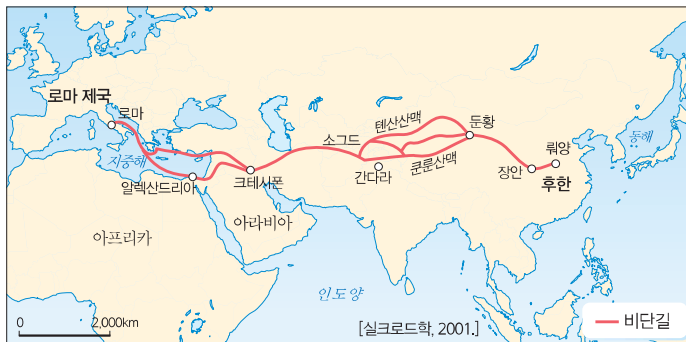 로마 제국
로마
지중해
알렉산드리아
크테시폰
소그드
톈산산맥
둔황
쿤룬산맥
간다라
장안
뤄양
후한
동해
아라비아
아프리카
인도양
0 2,000km
[실크로드학, 2001.]
비단길